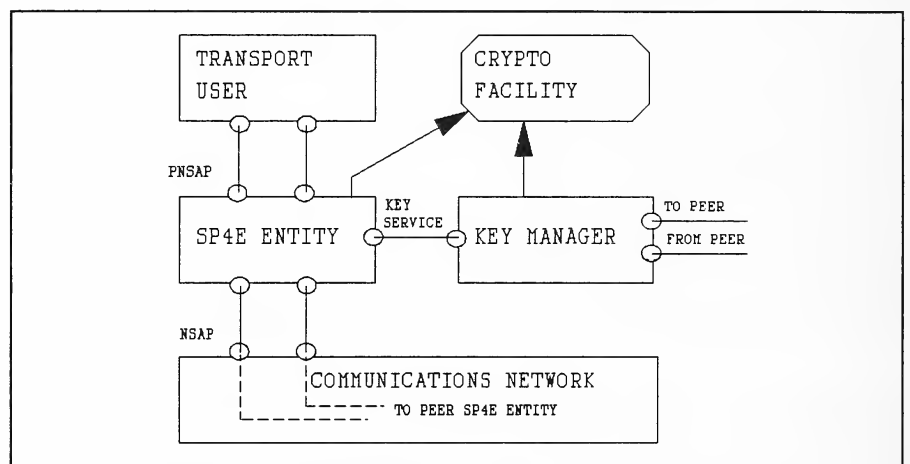 TRANSPORT
USER
CRYPTO
FACILITY
PNSAP
KEY
SERVICE
TO PEER
SP4E ENTITY
KEY MANAGER
FROM PEER
NSAP
COMMUNICATIONS NETWORK
TO PEER SP4E ENTITY